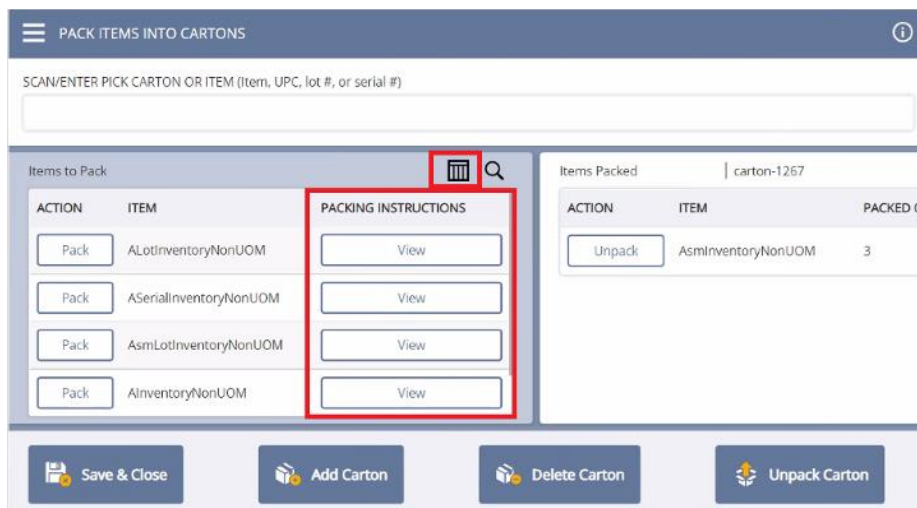 PACK ITEMS INTO CARTONS
SCAN/ENTER PICK CARTON OR ITEM (Item, UPC, lot #, or serial #)
Items to Pack
ACTION ITEM PACKING INSTRUCTIONS
Pack ALotInventoryNonUOM View
Pack ASerialInventoryNonUOM View
Pack AsmLotInventoryNonUOM View
Pack AInventoryNonUOM View
Items Packed carton-1267
ACTION ITEM PACKED
Unpack AsmInventoryNonUOM 3
Save & Close Add Carton Delete Carton Unpack Carton